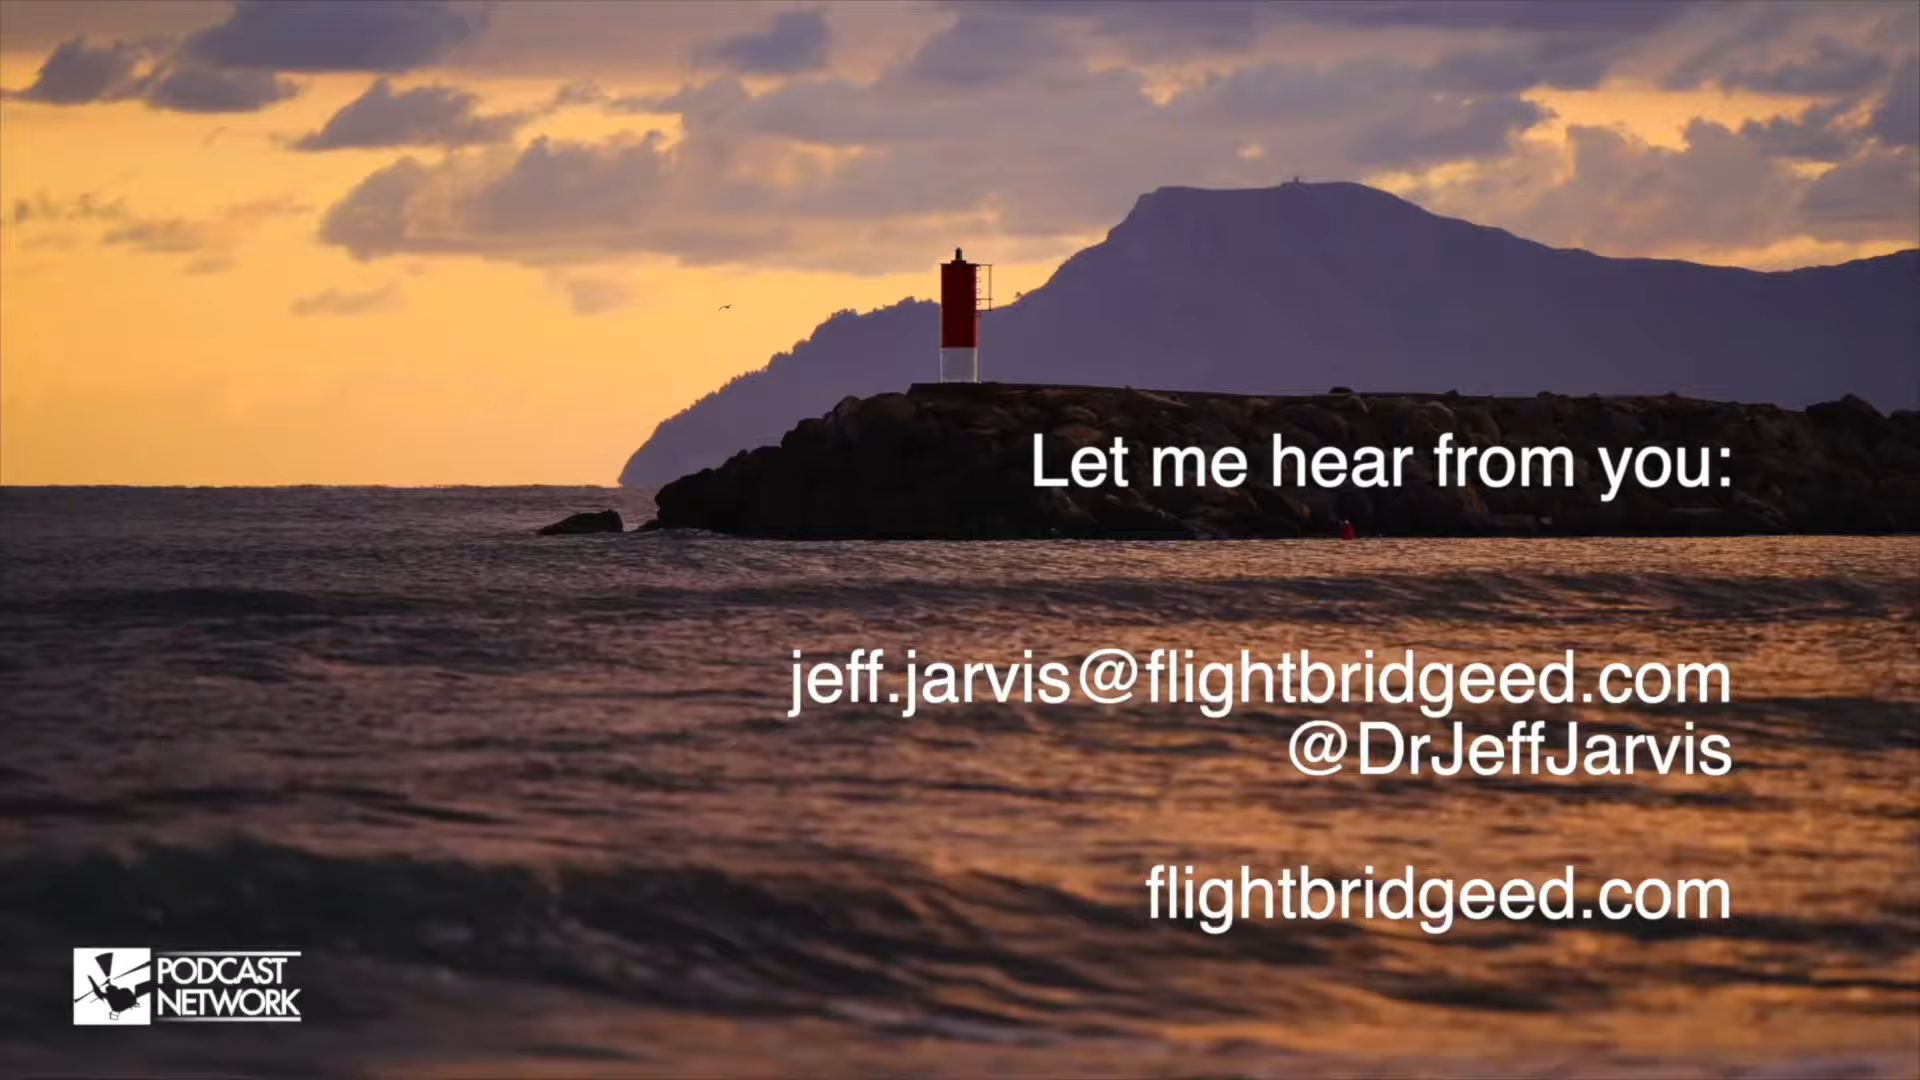 Let me hear from you:
jeff.jarvis@flightbridgeed.com
@DrJeffJarvis
flightbridgeed.com
PODCAST
NETWORK